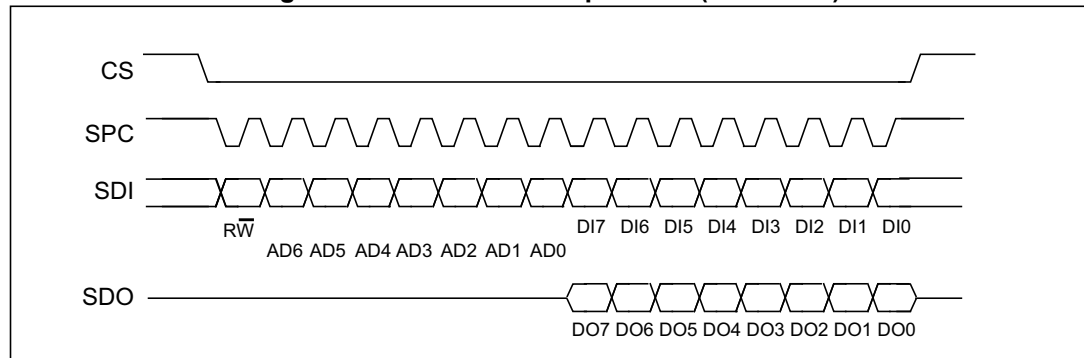 CS
SPC
SDI
RW̅
DI7 DI6 DI5 DI4 DI3 DI2 DI1 DI0
AD6 AD5 AD4 AD3 AD2 AD1 AD0
SDO
DO7 DO6 DO5 DO4 DO3 DO2 DO1 DO0